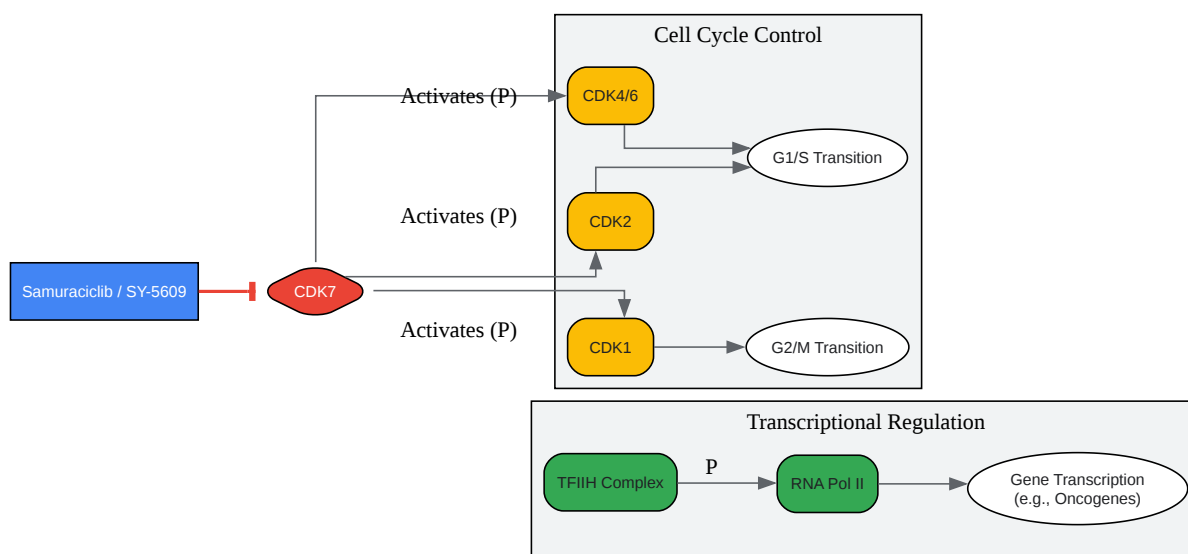 Cell Cycle Control
Activates (P)
CDK4/6
G1/S Transition
Activates (P)
CDK2
Samuraciclib / SY-5609
CDK7
Activates (P)
CDK1
G2/M Transition
Transcriptional Regulation
TFIIH Complex
P
RNA Pol II
Gene Transcription
(e.g., Oncogenes)